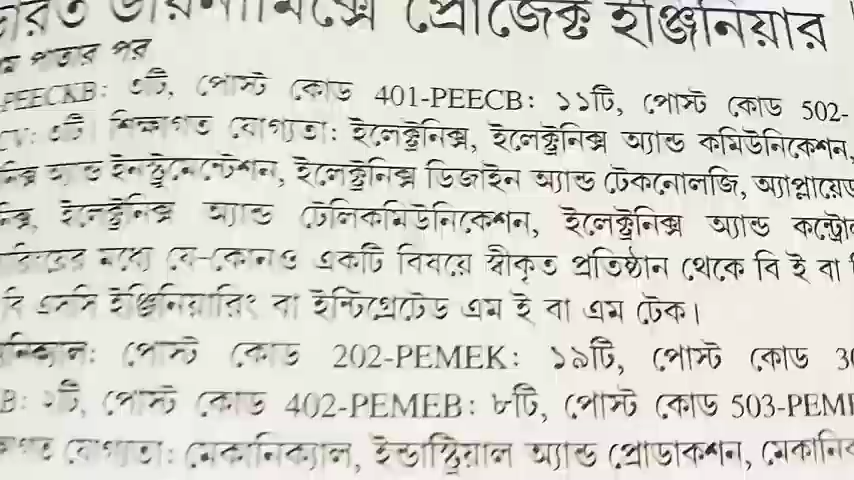 ভারত ডায়নামিক্সে প্রোজেক্ট ইঞ্জিনিয়ার
পাতার পর
PEECKB: ৩টি, পোস্ট কোড 401-PEECB: ১১টি, পোস্ট কোড 502-
৩টি। শিক্ষাগত যোগ্যতা: ইলেক্ট্রনিক্স, ইলেক্ট্রনিক্স অ্যান্ড কমিউনিকেশন,
অ্যান্ড ইনস্ট্রুমেন্টেশন, ইলেক্ট্রনিক্স ডিজাইন অ্যান্ড টেকনোলজি,
ইলেক্ট্রনিক্স অ্যান্ড টেলিকমিউনিকেশন, ইলেক্ট্রনিক্স অ্যান্ড
মধ্যে যে-কোনও একটি বিষয়ে স্বীকৃত প্রতিষ্ঠান থেকে বি ই বা
এসসি ইঞ্জিনিয়ারিং বা ইন্টিগ্রেটেড এম ই বা এম টেক।
পোস্ট কোড 202-PEMEK: ১৯টি, পোস্ট কোড
পোস্ট কোড 402-PEMEB: ৮টি, পোস্ট কোড 503-PEM
যোগ্যতা: মেকানিক্যাল, ইন্ডাস্ট্রিয়াল অ্যান্ড প্রোডাকশন,